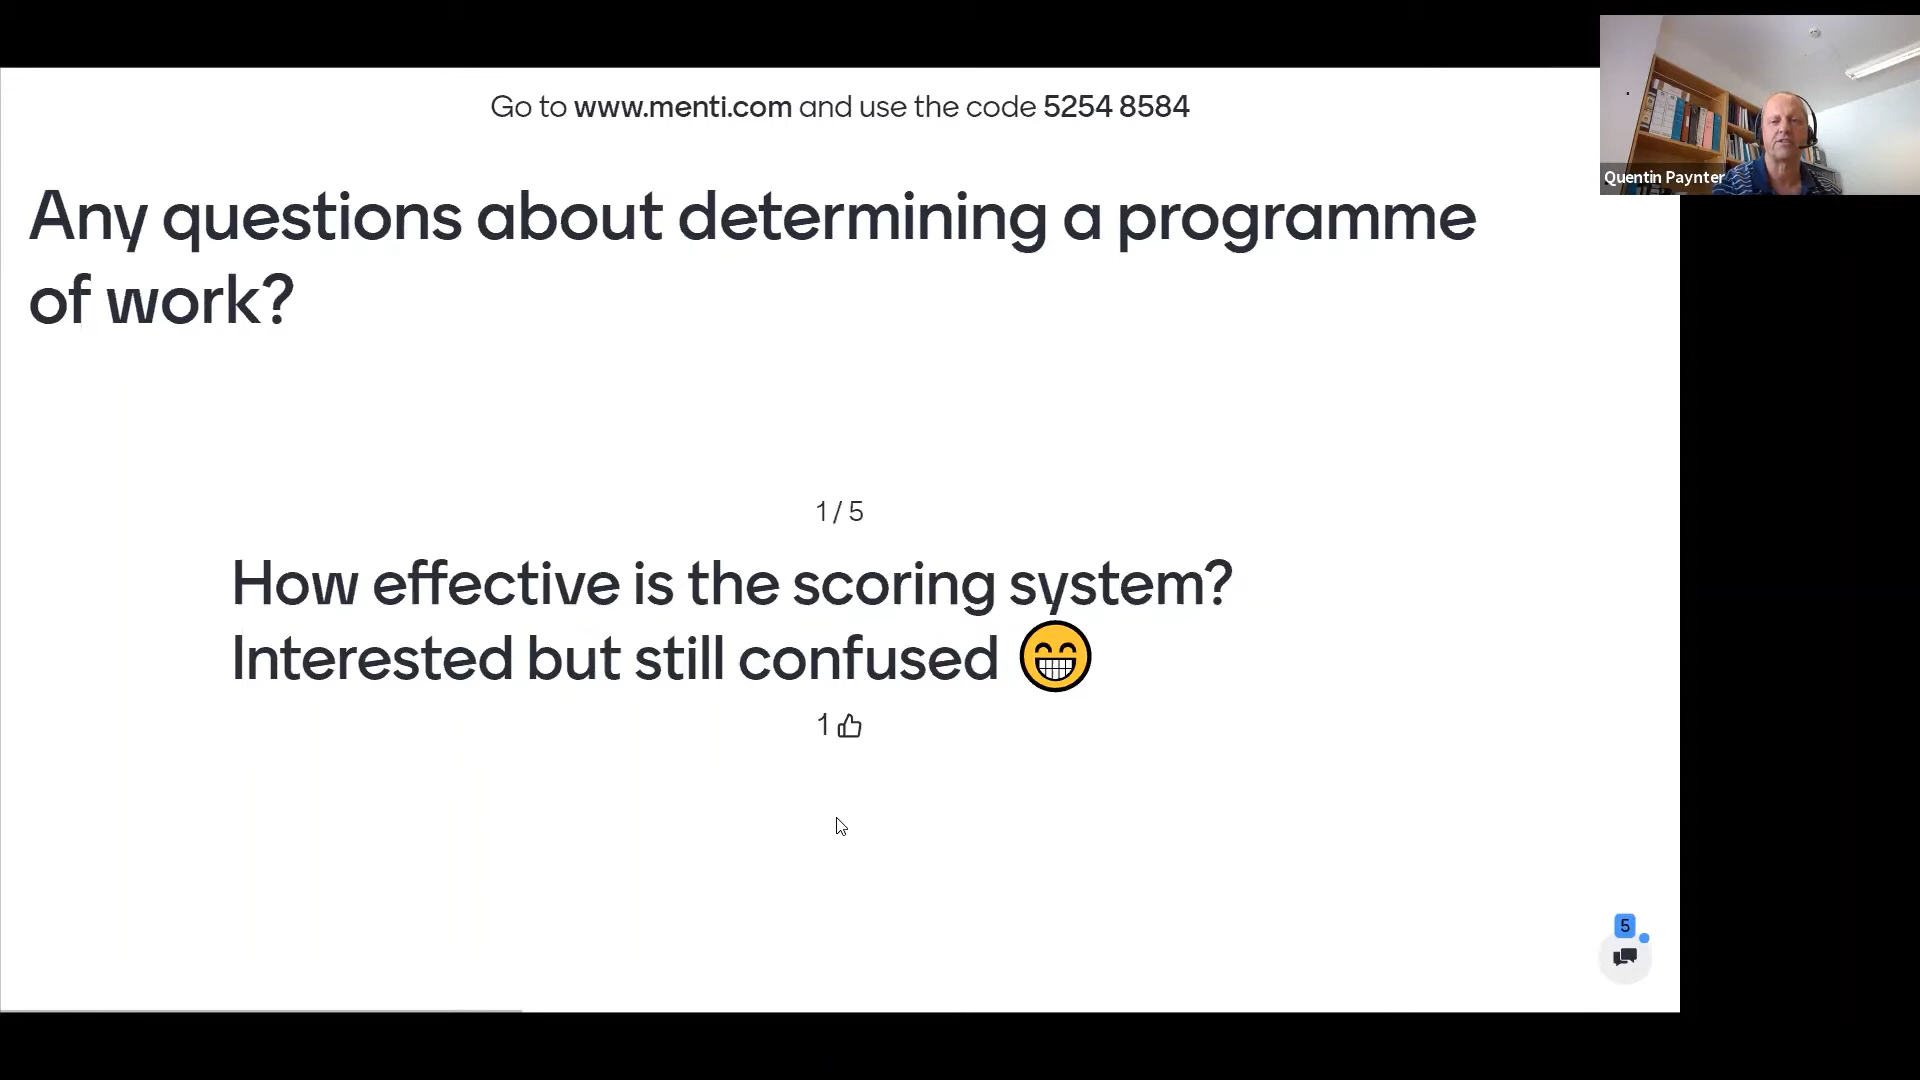 Go to www.menti.com and use the code 5254 8584
Quentin Paynter
Any questions about determining a programme
of work?
1 / 5
How effective is the scoring system?
Interested but still confused 😁
1
5